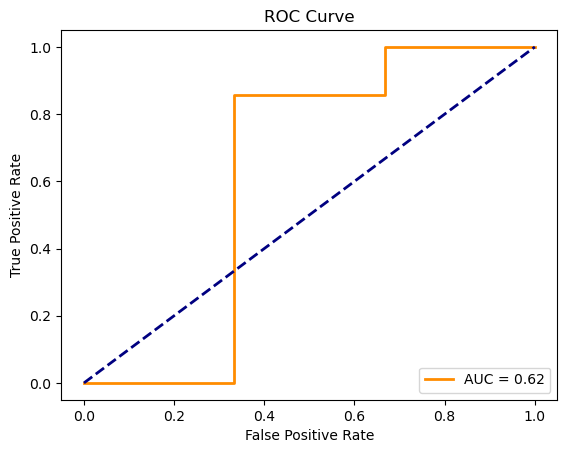 ROC Curve
True Positive Rate
1.0
0.8
0.6
0.4
0.2
0.0
AUC = 0.62
0.0 0.2 0.4 0.6 0.8 1.0
False Positive Rate